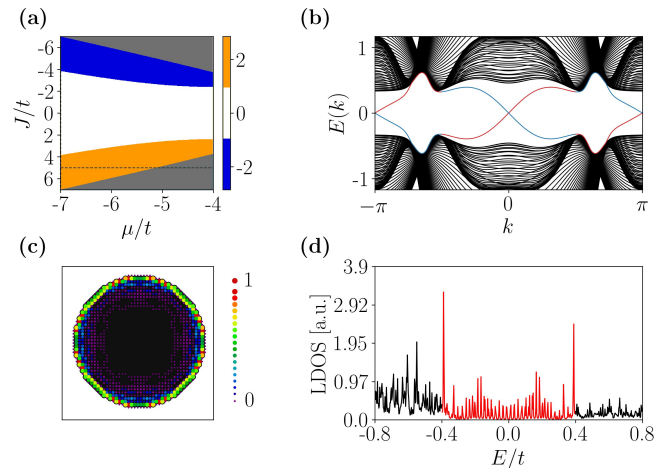 (a)
-6
-4
-2
0
2
4
6
J/t
-7
-6
-5
-4
μ/t
2
0
-2
(b)
1
0
-1
E(k)
−π
0
π
k
(c)
1
0
(d)
3.9
2.92
1.95
0.97
0.0
LDOS [a.u.]
-0.8
-0.4
0.0
0.4
0.8
E/t